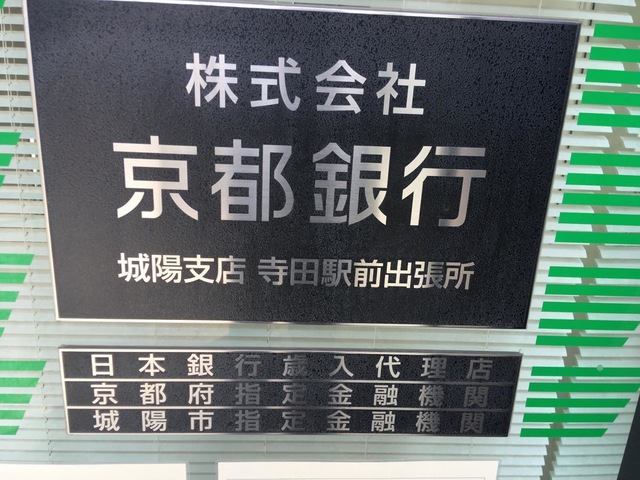 株式会社
京都銀行
城陽支店 寺田駅前出張所
日本銀行歳入代理店
京都府指定金融機関
城陽市指定金融機関